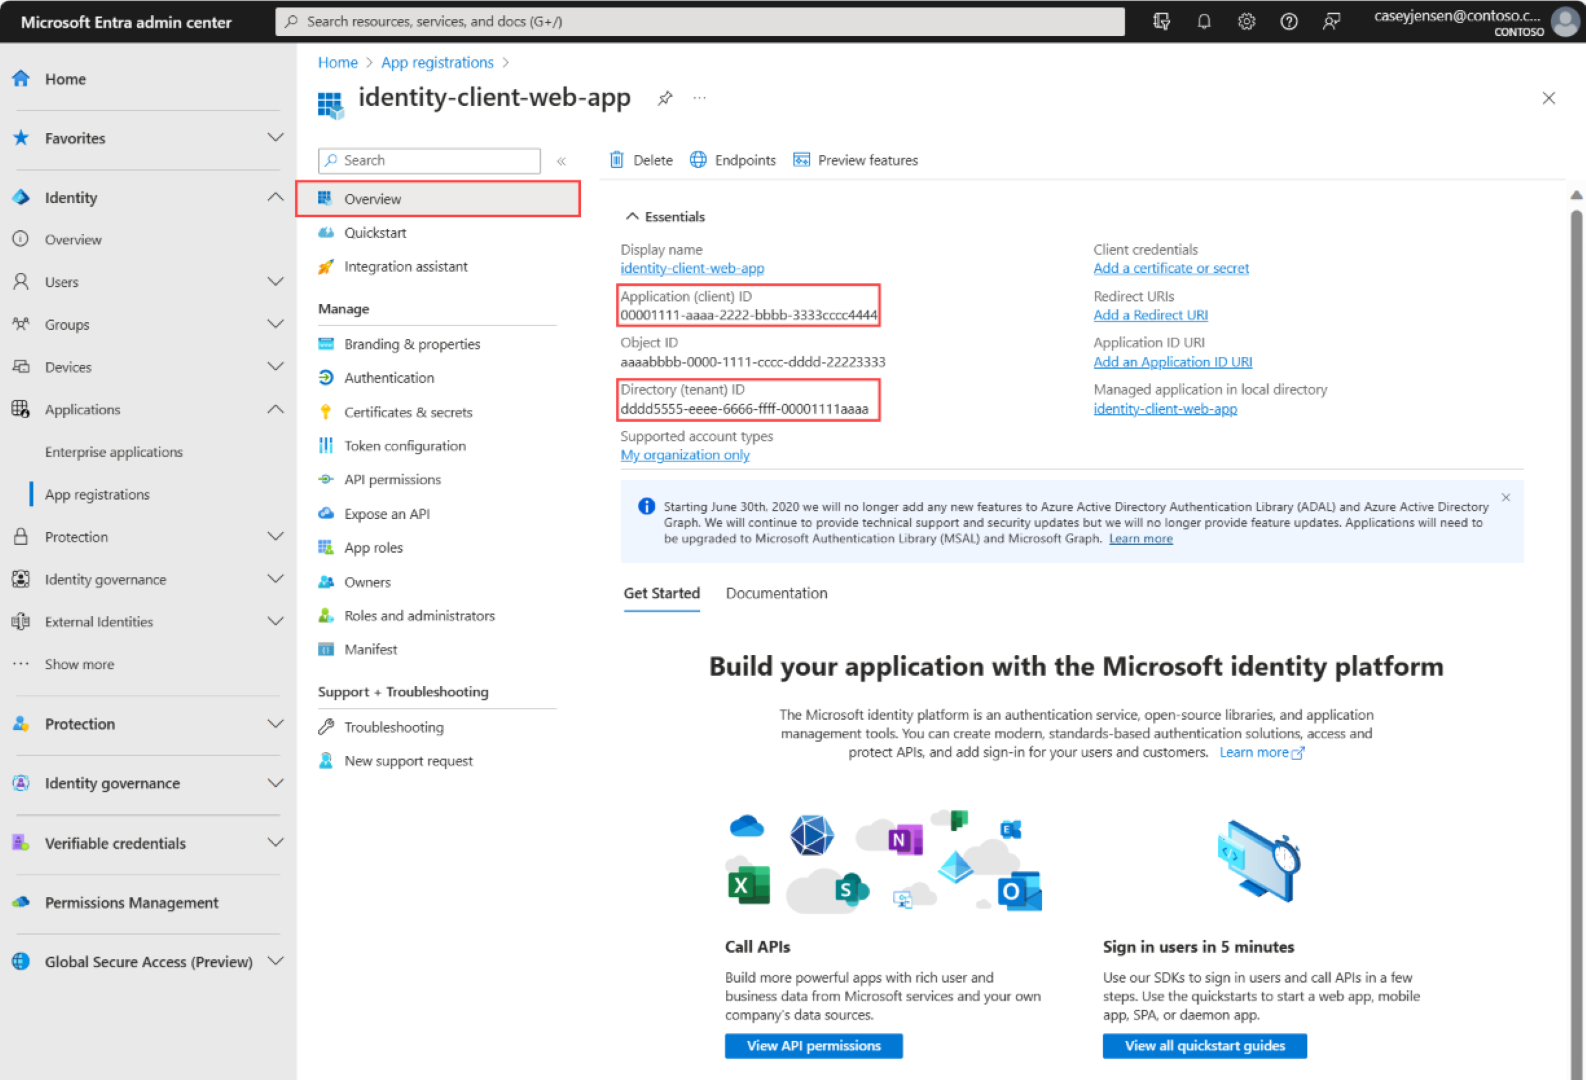 Microsoft Entra admin center
Search resources, services, and docs (G+/)
caseyjensen@contoso.c...
CONTOSO
Home
Favorites
Identity
Overview
Users
Groups
Devices
Applications
Enterprise applications
App registrations
Protection
Identity governance
External Identities
Show more
Protection
Identity governance
Verifiable credentials
Permissions Management
Global Secure Access (Preview)
Home > App registrations >
identity-client-web-app
Search
Overview
Quickstart
Integration assistant
Manage
Branding & properties
Authentication
Certificates & secrets
Token configuration
API permissions
Expose an API
App roles
Owners
Roles and administrators
Manifest
Support + Troubleshooting
Troubleshooting
New support request
Delete
Endpoints
Preview features
Essentials
Display name
identity-client-web-app
Application (client) ID
00001111-aaaa-2222-bbbb-3333cccc4444
Object ID
aaaabbbb-0000-1111-cccc-dddd-22223333
Directory (tenant) ID
dddd5555-eeee-6666-ffff-00001111aaaa
Supported account types
My organization only
Client credentials
Add a certificate or secret
Redirect URIs
Add a Redirect URI
Application ID URI
Add an Application ID URI
Managed application in local directory
identity-client-web-app
Starting June 30th, 2020 we will no longer add any new features to Azure Active Directory Authentication Library (ADAL) and Azure Active Directory
Graph. We will continue to provide technical support and security updates but we will no longer provide feature updates. Applications will need to
be upgraded to Microsoft Authentication Library (MSAL) and Microsoft Graph. Learn more
Get Started
Documentation
Build your application with the Microsoft identity platform
The Microsoft identity platform is an authentication service, open-source libraries, and application
management tools. You can create modern, standards-based authentication solutions, access and
protect APIs, and add sign-in for your users and customers. Learn more
N
E
X
S
O
Call APIs
Build more powerful apps with rich user and
business data from Microsoft services and your own
company's data sources.
View API permissions
Sign in users in 5 minutes
Use our SDKs to sign in users and call APIs in a few
steps. Use the quickstarts to start a web app, mobile
app, SPA, or daemon app.
View all quickstart guides